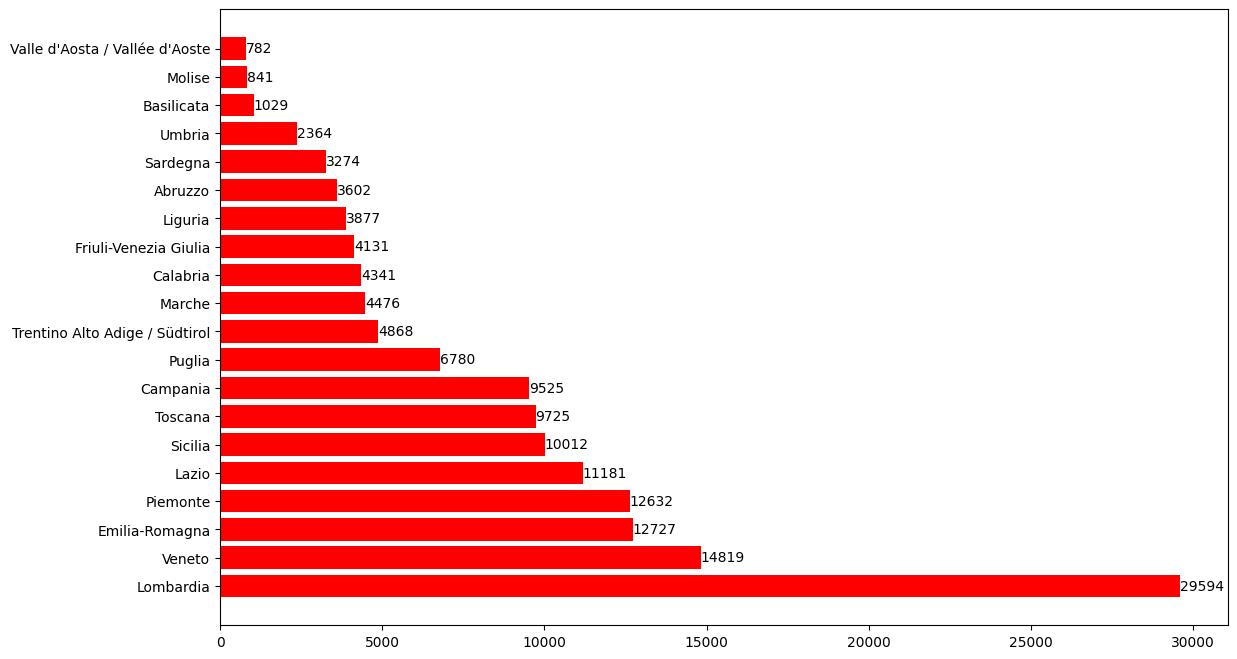 Valle d'Aosta / Vallée d'Aoste 782
Molise 841
Basilicata 1029
Umbria 2364
Sardegna 3274
Abruzzo 3602
Liguria 3877
Friuli-Venezia Giulia 4131
Calabria 4341
Marche 4476
Trentino Alto Adige / Südtirol 4868
Puglia 6780
Campania 9525
Toscana 9725
Sicilia 10012
Lazio 11181
Piemonte 12632
Emilia-Romagna 12727
Veneto 14819
Lombardia 29594
0 5000 10000 15000 20000 25000 30000